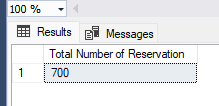 100 %
Results Messages
Total Number of Reservation
1 700